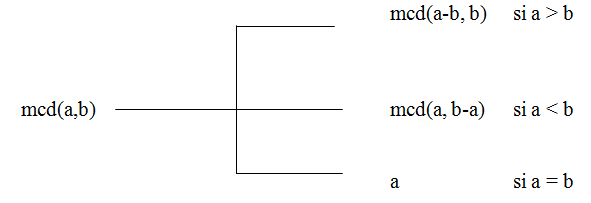 mcd(a-b, b) si a > b
mcd(a,b) mcd(a, b-a) si a < b
a si a = b